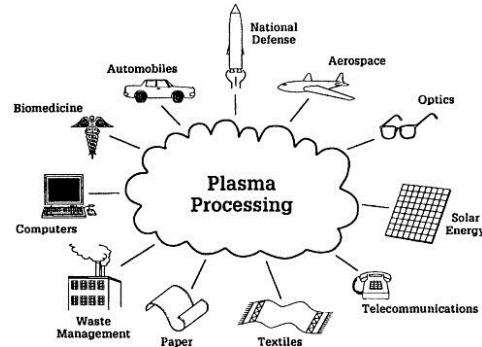 National
Defense
Automobiles
Aerospace
Biomedicine
Optics
Plasma
Processing
Computers
Solar
Energy
Waste
Management
Paper
Textiles
Telecommunications